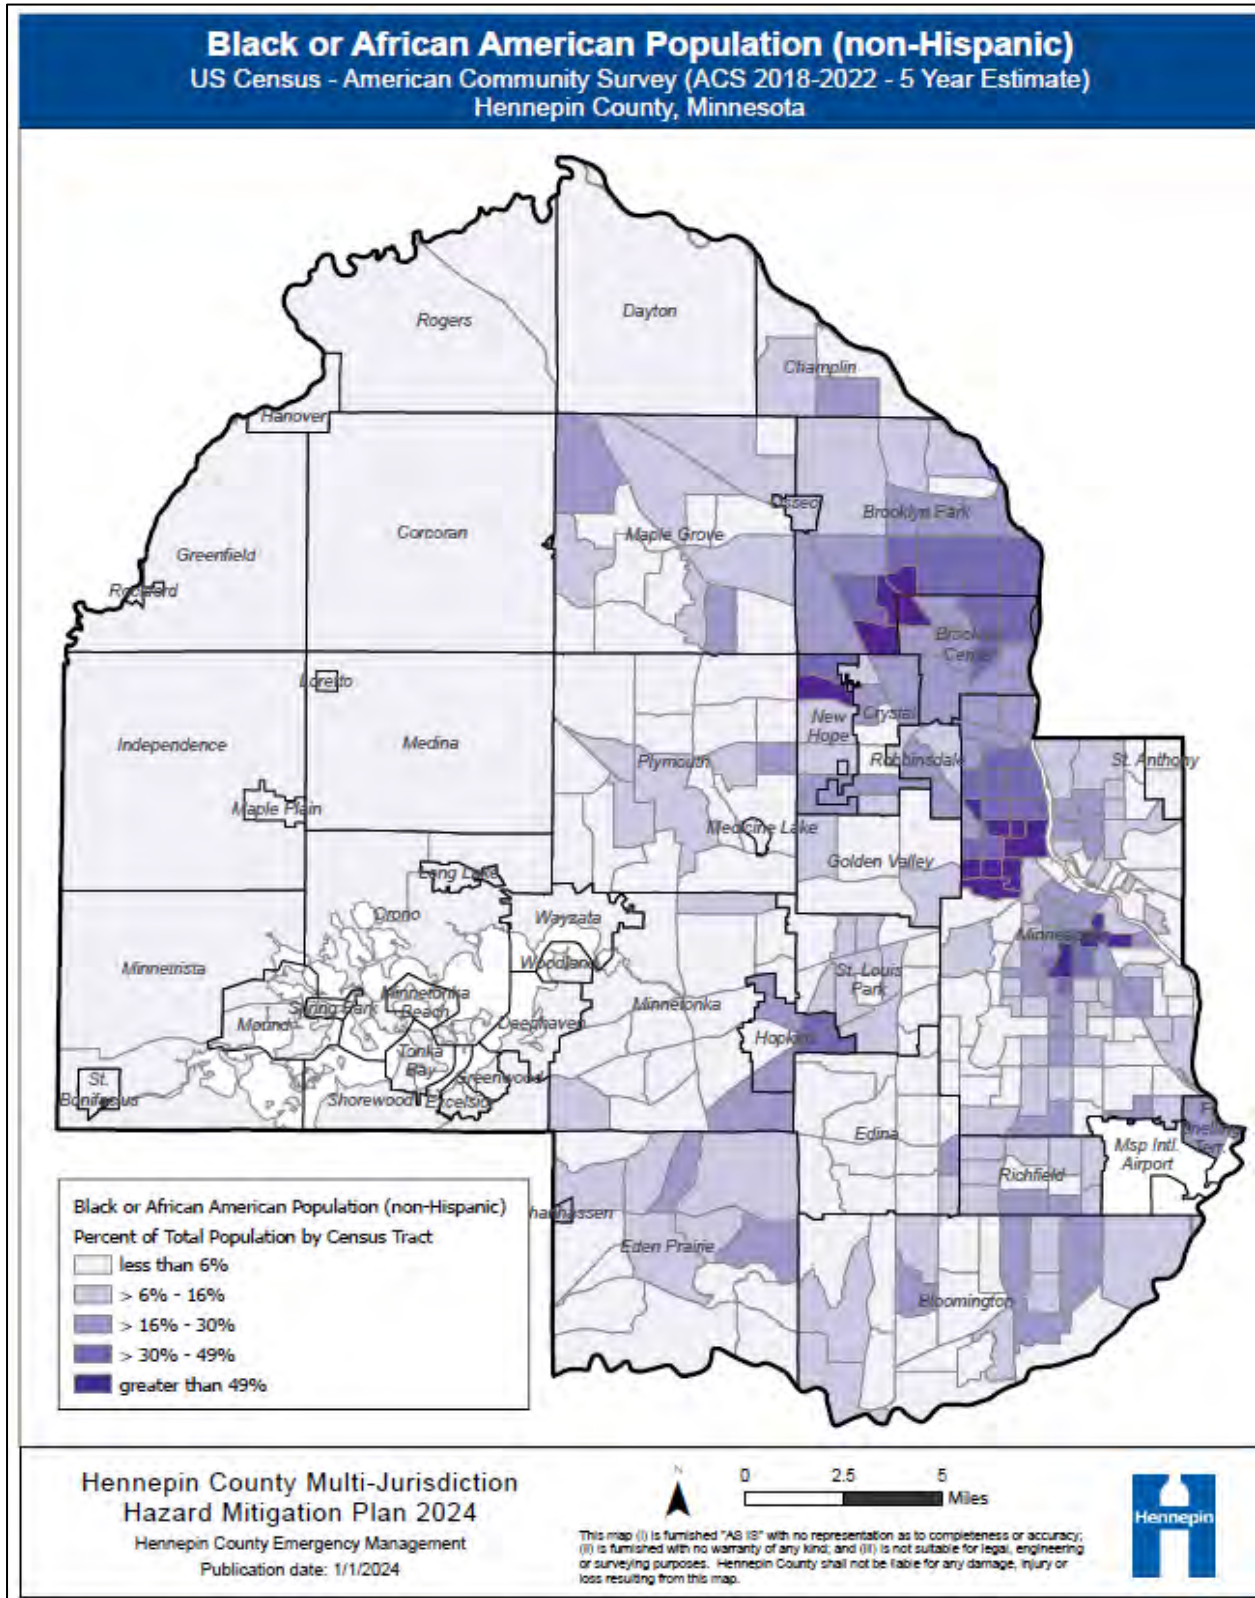 Black or African American Population (non-Hispanic)
US Census - American Community Survey (ACS 2018-2022 - 5 Year Estimate)
Hennepin County, Minnesota
Rogers
Dayton
Champlin
Hanover
Corcoran
Greenfield
Rockford
Maple Grove
Osseo
Brooklyn Park
Brooklyn
Center
Loretto
Independence
Medina
Plymouth
New
Hope
Crystal
Robbinsdale
St. Anthony
Maple Plain
Medicine Lake
Golden Valley
Long Lake
Orono
Wayzata
Woodland
Minnetrista
Minneapolis
St. Louis
Park
Minnetonka
Beach
Spring Park
Mound
Deephaven
Minnetonka
Hopkins
Tonka
Bay
Greenwood
St.
Bonifacius
Shorewood
Excelsior
Edina
Ft.
Snelling
Terr.
Msp Intl.
Airport
Richfield
Chanhassen
Eden Prairie
Bloomington
Black or African American Population (non-Hispanic)
Percent of Total Population by Census Tract
less than 6%
> 6% - 16%
> 16% - 30%
> 30% - 49%
greater than 49%
Hennepin County Multi-Jurisdiction
Hazard Mitigation Plan 2024
Hennepin County Emergency Management
Publication date: 1/1/2024
N
0 2.5 5
Miles
This map (i) is furnished "AS IS" with no representation as to completeness or accuracy;
(ii) is furnished with no warranty of any kind; and (iii) is not suitable for legal, engineering
or surveying purposes. Hennepin County shall not be liable for any damage, injury or
loss resulting from this map.
Hennepin